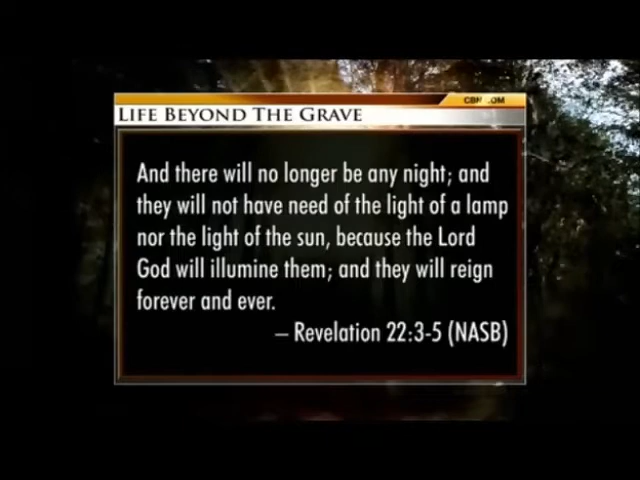 CBN.COM
LIFE BEYOND THE GRAVE
And there will no longer be any night; and
they will not have need of the light of a lamp
nor the light of the sun, because the Lord
God will illumine them; and they will reign
forever and ever.
– Revelation 22:3-5 (NASB)